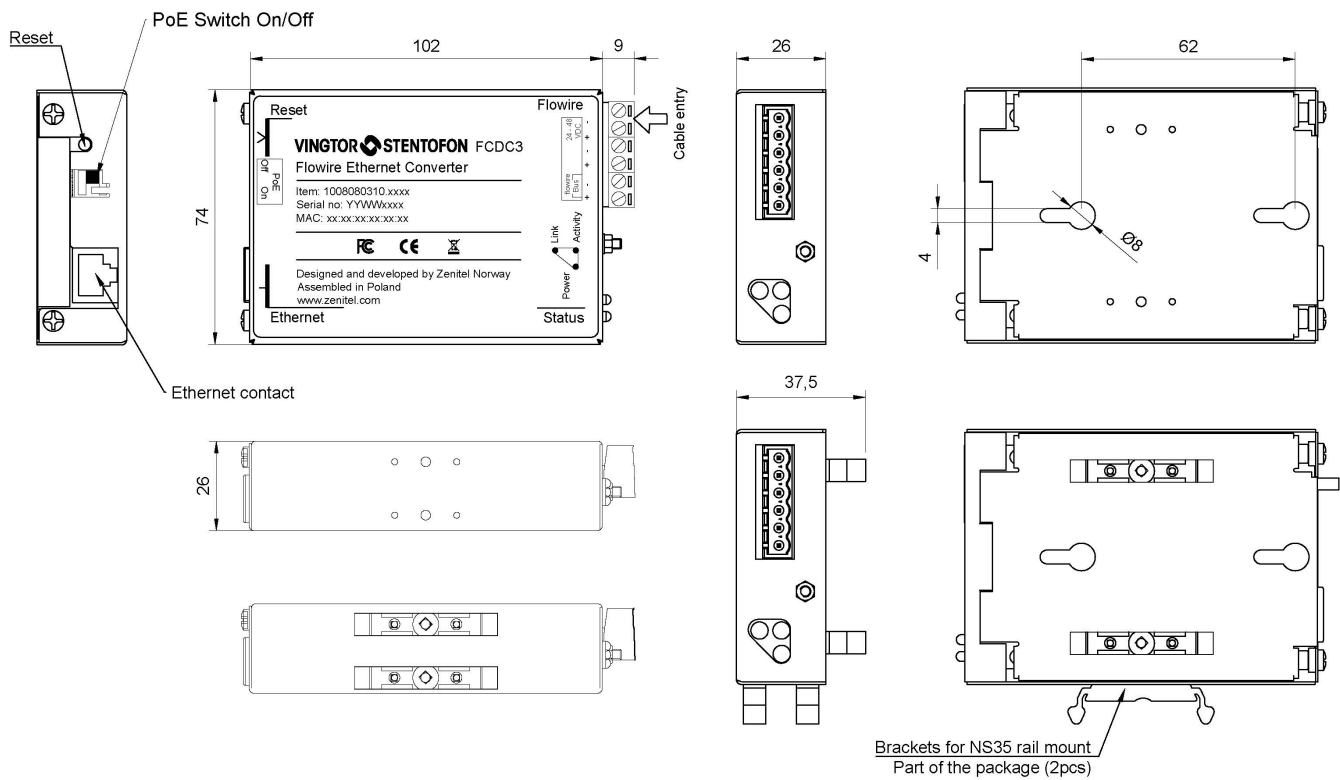 PoE Switch On/Off
Reset
102
9
26
62
Reset
Flowire
Cable entry
24 - 48
VDC
-
+
-
+
-
+
flowire
Bus
VINGTOR STENTOFON FCDC3
Flowire Ethernet Converter
PoE
Off On
Item: 1008080310.xxxx
Serial no: YYWWxxxx
MAC: xx:xx:xx:xx:xx:xx
FC CE
Link
Activity
Power
Designed and developed by Zenitel Norway
Assembled in Poland
www.zenitel.com
Ethernet
Status
74
4
Ø8
Ethernet contact
37,5
26
Brackets for NS35 rail mount
Part of the package (2pcs)